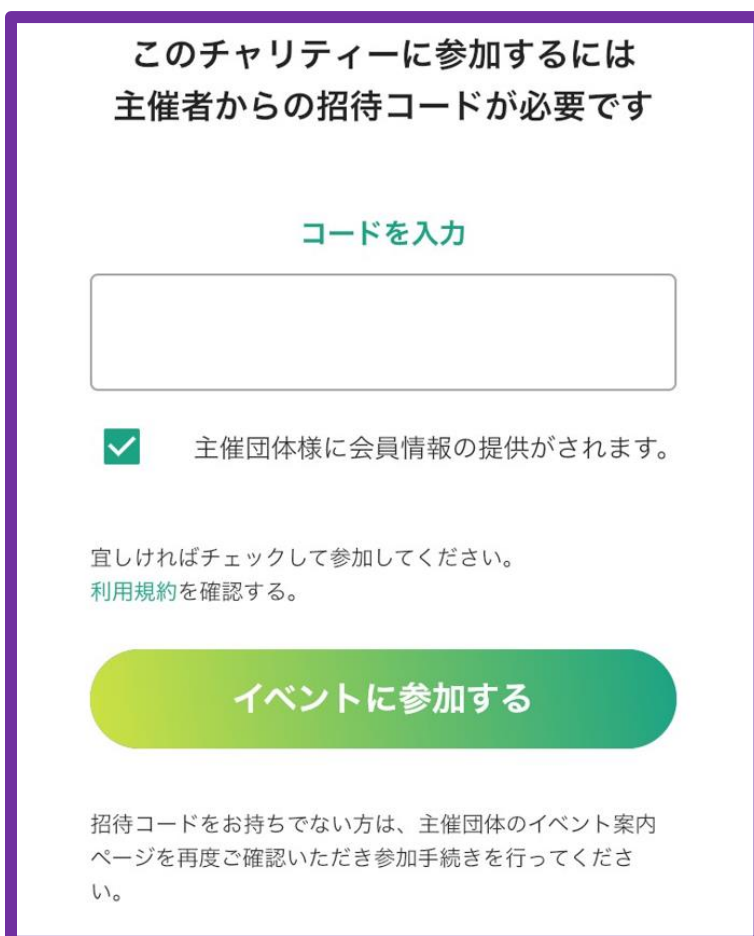 このチャリティーに参加するには
主催者からの招待コードが必要です
コードを入力
主催団体様に会員情報の提供がされます。
宜しければチェックして参加してください。
利用規約を確認する。
イベントに参加する
招待コードをお持ちでない方は、主催団体のイベント案内
ページを再度ご確認いただき参加手続きを行ってくださ
い。